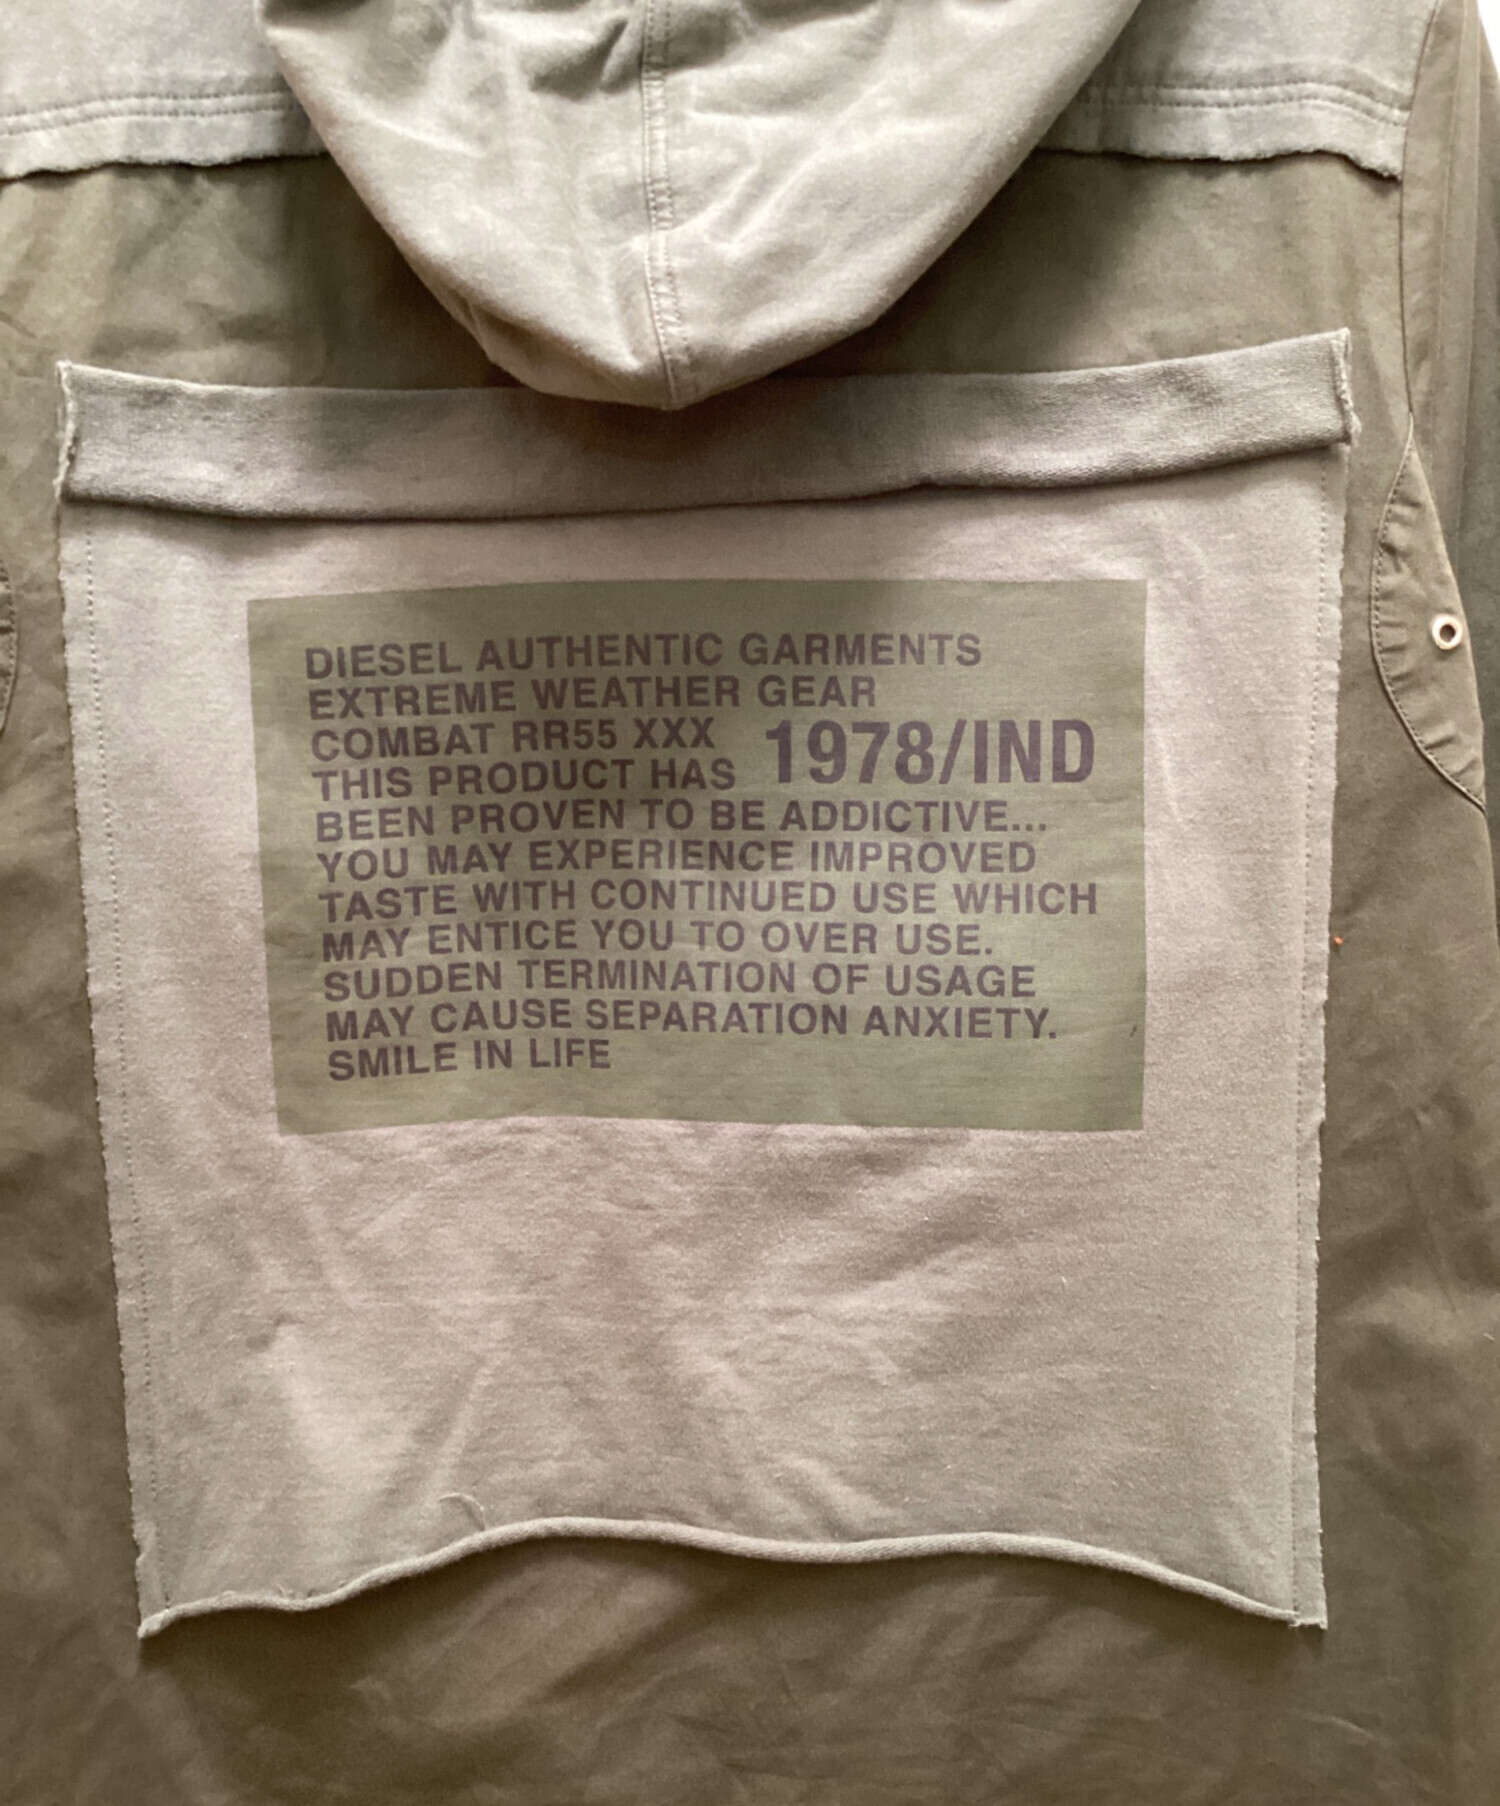 DIESEL AUTHENTIC GARMENTS
EXTREME WEATHER GEAR
COMBAT RR55 XXX
THIS PRODUCT HAS 1978/IND
BEEN PROVEN TO BE ADDICTIVE...
YOU MAY EXPERIENCE IMPROVED
TASTE WITH CONTINUED USE WHICH
MAY ENTICE YOU TO OVER USE.
SUDDEN TERMINATION OF USAGE
MAY CAUSE SEPARATION ANXIETY.
SMILE IN LIFE